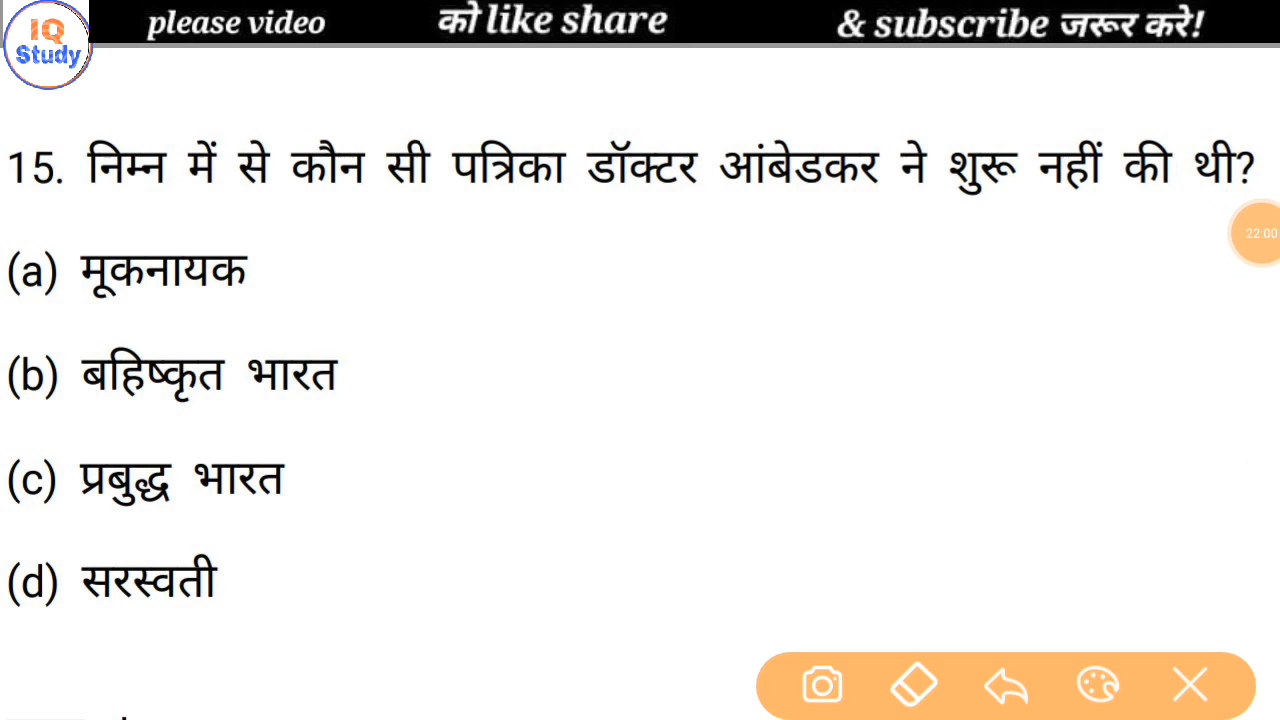 please video को like share & subscribe जरूर करे!
IQ
Study
15. निम्न में से कौन सी पत्रिका डॉक्टर आंबेडकर ने शुरू नहीं की थी?
22:00
(a) मूकनायक
(b) बहिष्कृत भारत
(c) प्रबुद्ध भारत
(d) सरस्वती